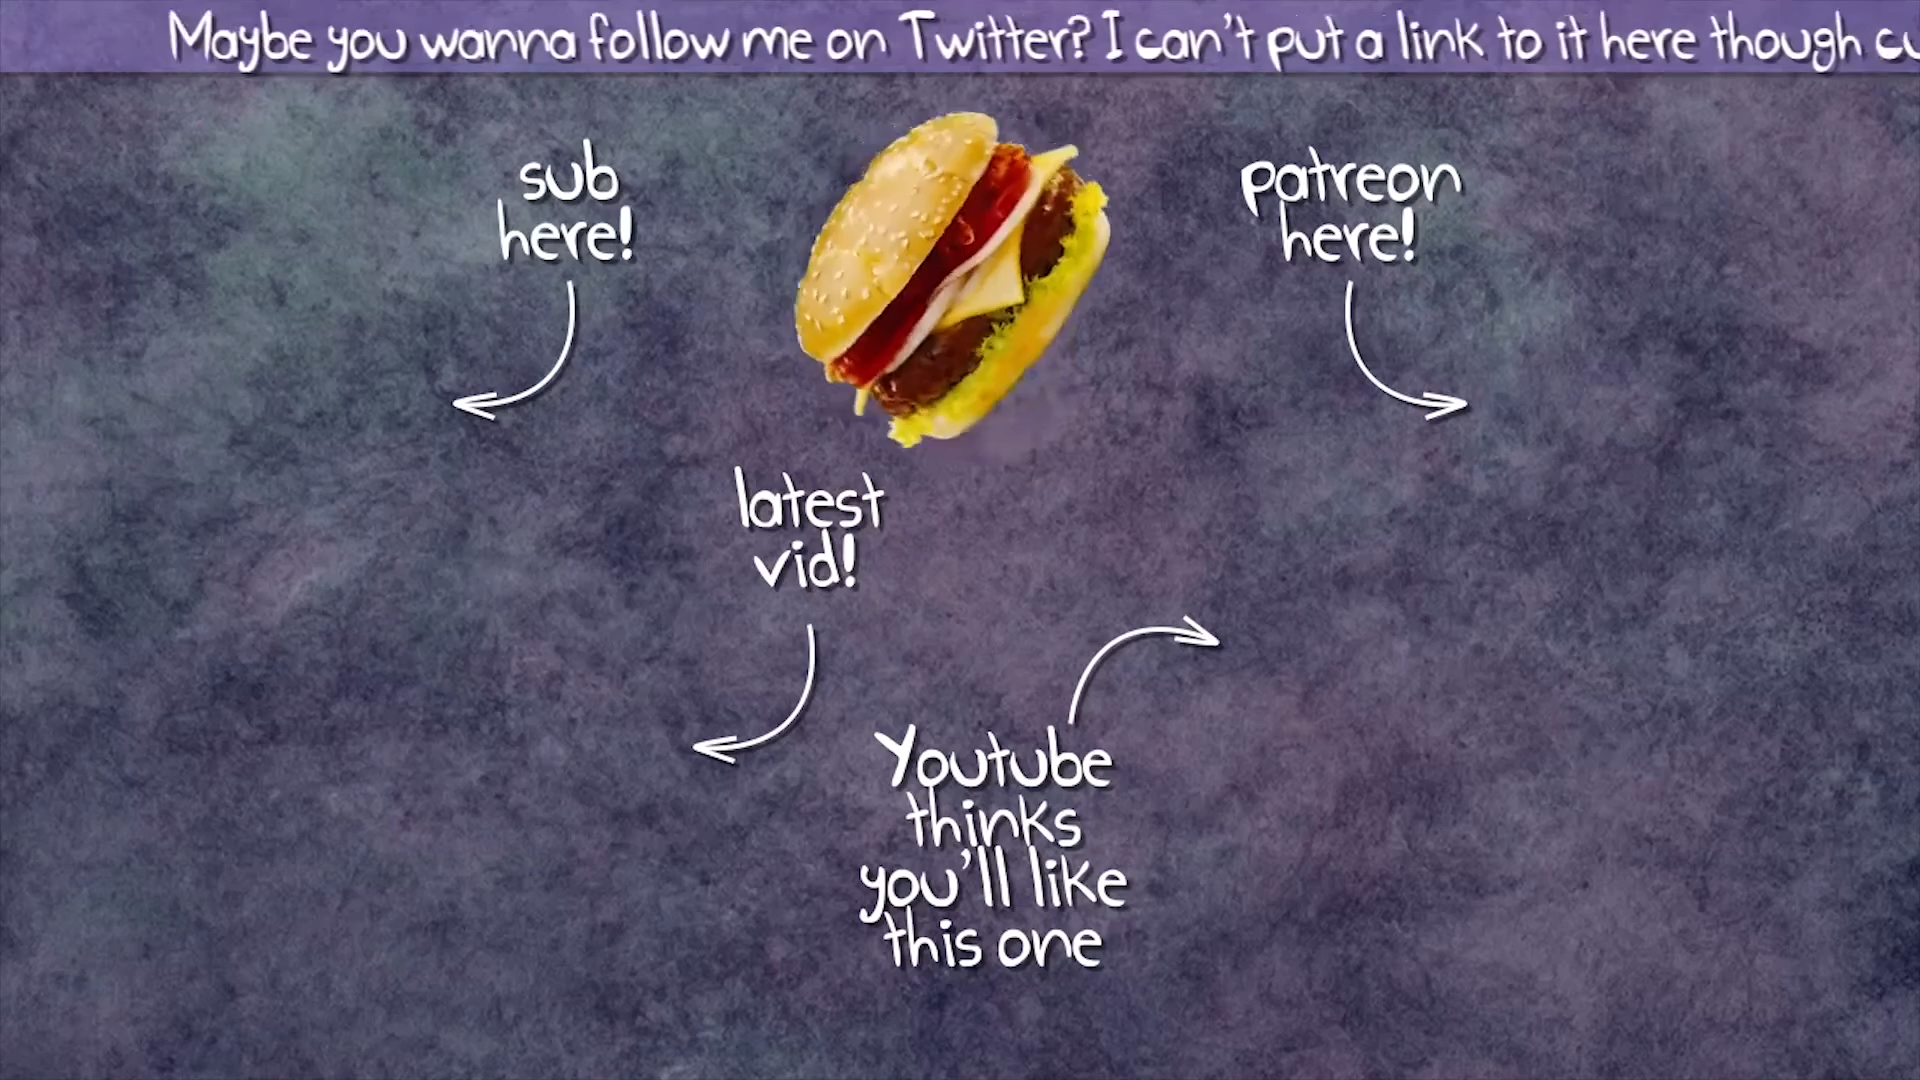 Maybe you wanna follow me on Twitter? I can't put a link to it here though
sub
here!
patreon
here!
latest
vid!
Youtube
thinks
you'll like
this one